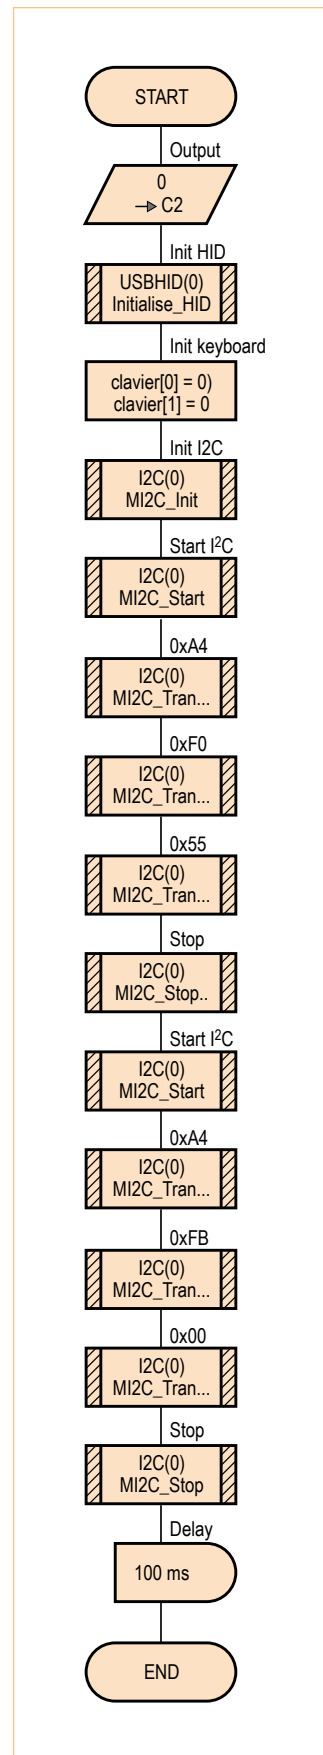 START
Output
0
C2
Init HID
USBHID(0)
Initialise_HID
Init keyboard
clavier[0] = 0)
clavier[1] = 0
Init I2C
I2C(0)
MI2C_Init
Start I²C
I2C(0)
MI2C_Start
0xA4
I2C(0)
MI2C_Tran...
0xF0
I2C(0)
MI2C_Tran...
0x55
I2C(0)
MI2C_Tran...
Stop
I2C(0)
MI2C_Stop..
Start I²C
I2C(0)
MI2C_Start
0xA4
I2C(0)
MI2C_Tran...
0xFB
I2C(0)
MI2C_Tran...
0x00
I2C(0)
MI2C_Tran...
Stop
I2C(0)
MI2C_Stop
Delay
100 ms
END